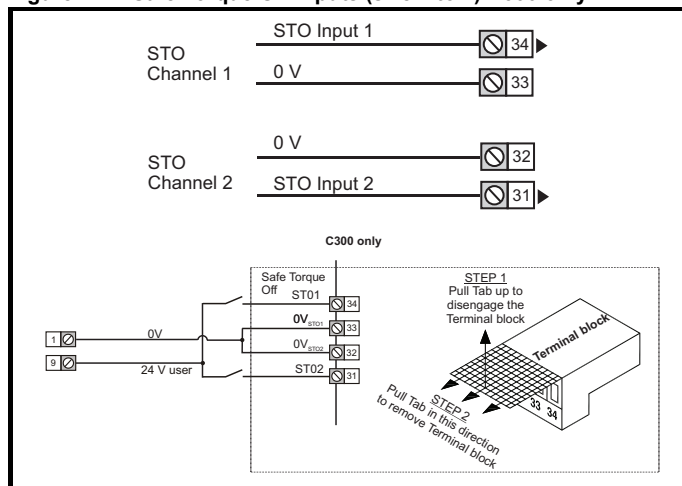 STO
Channel 1
STO Input 1
34
0 V
33
STO
Channel 2
0 V
32
STO Input 2
31
C300 only
Safe Torque
Off
ST01
34
0V STO1
33
0V STO2
32
ST02
31
1
0V
9
24 V user
STEP 1
Pull Tab up to
disengage the
Terminal block
Terminal block
33 34
STEP 2
Pull Tab in this direction
to remove Terminal block